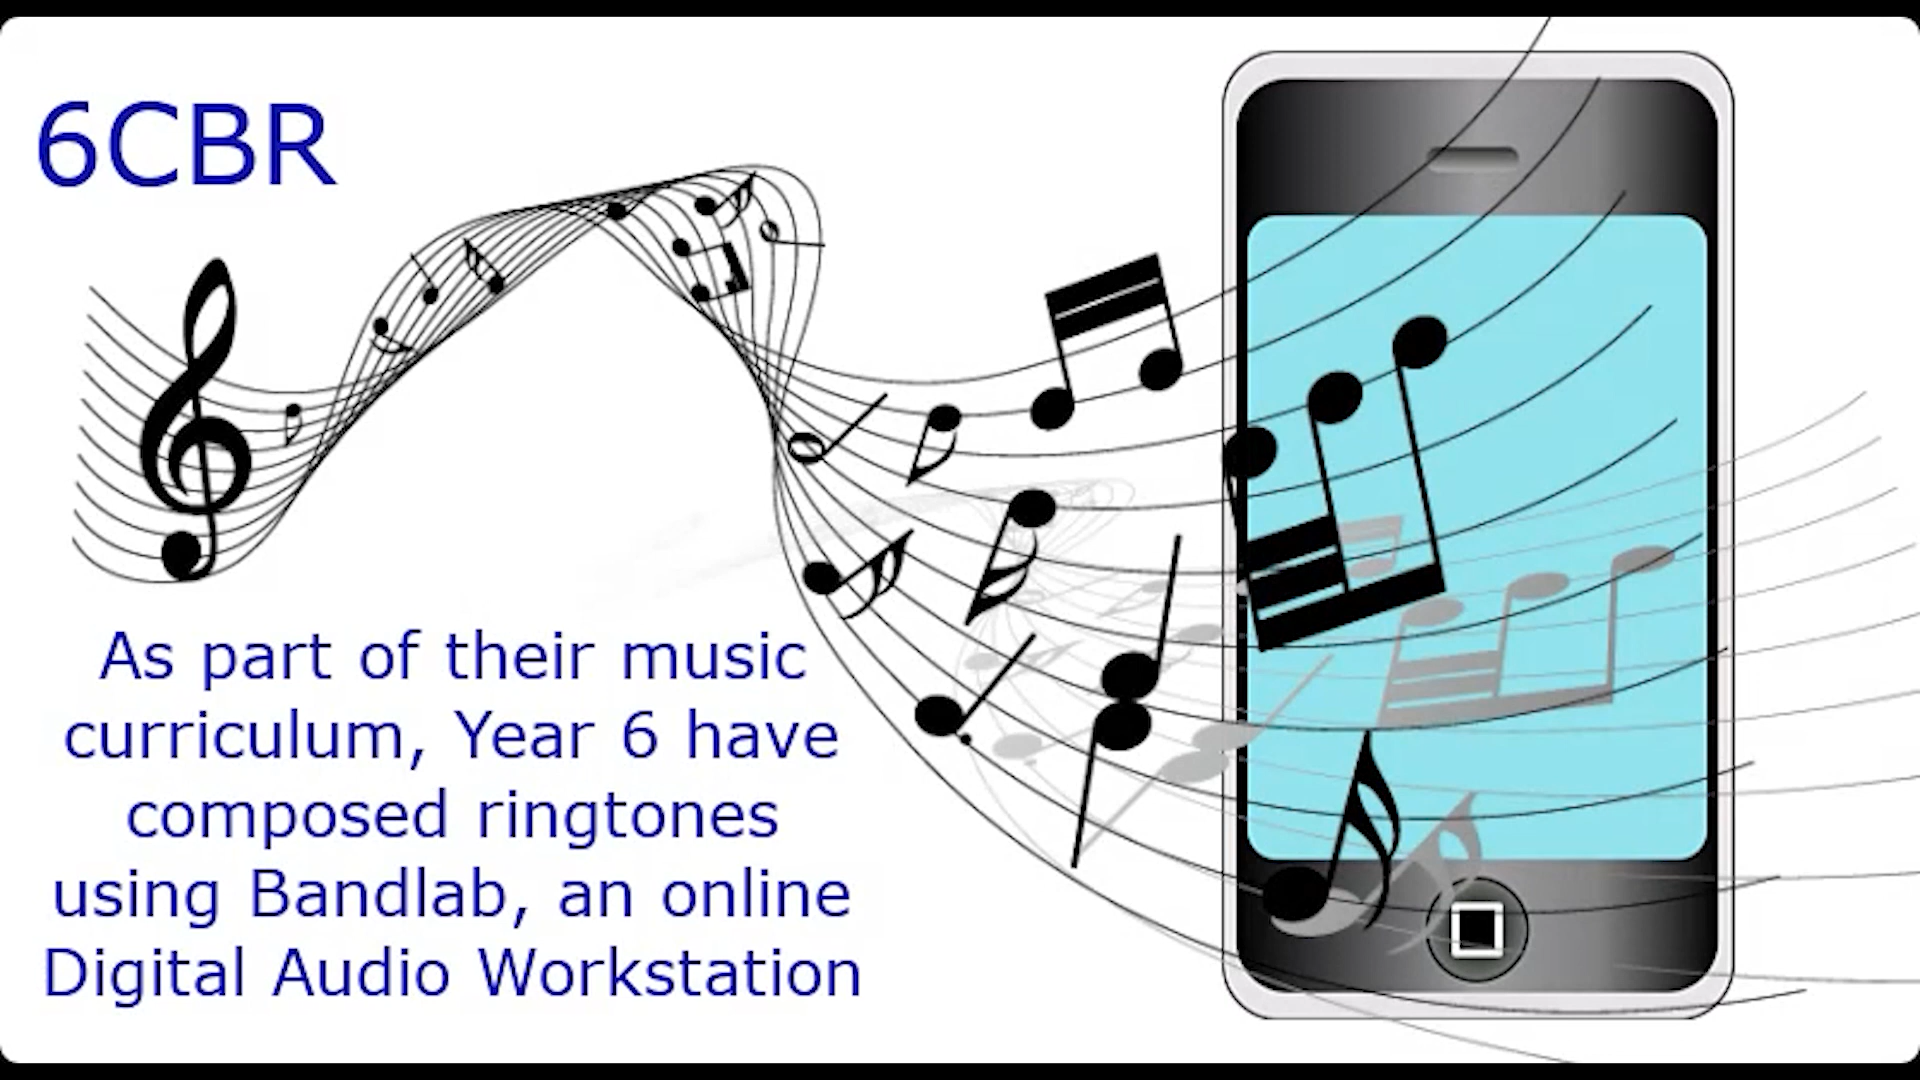 6CBR
As part of their music
curriculum, Year 6 have
composed ringtones
using Bandlab, an online
Digital Audio Workstation